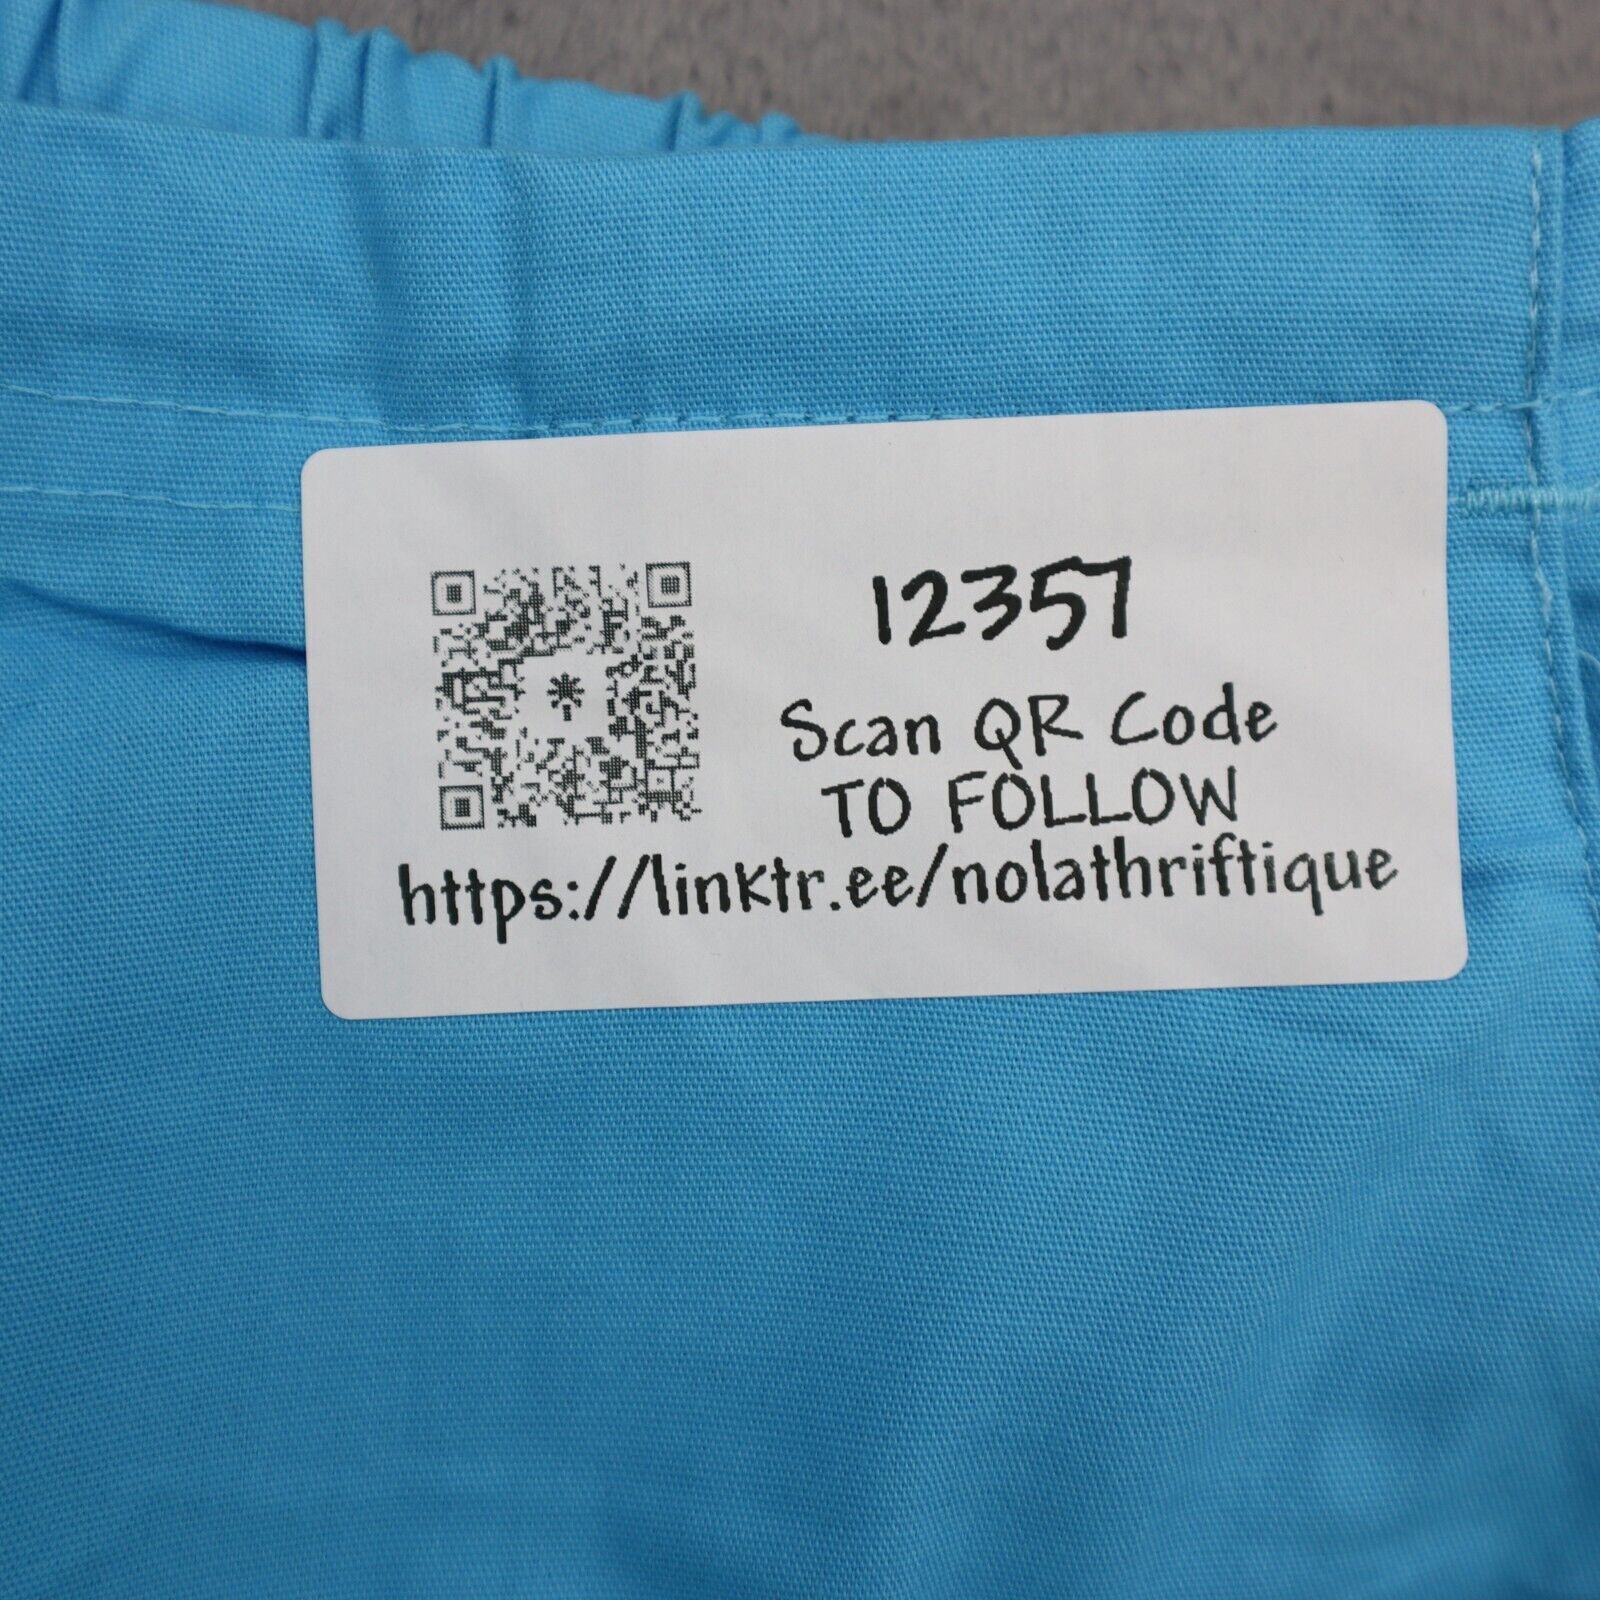 12357
Scan QR Code
TO FOLLOW
https://linktr.ee/nolathriftique